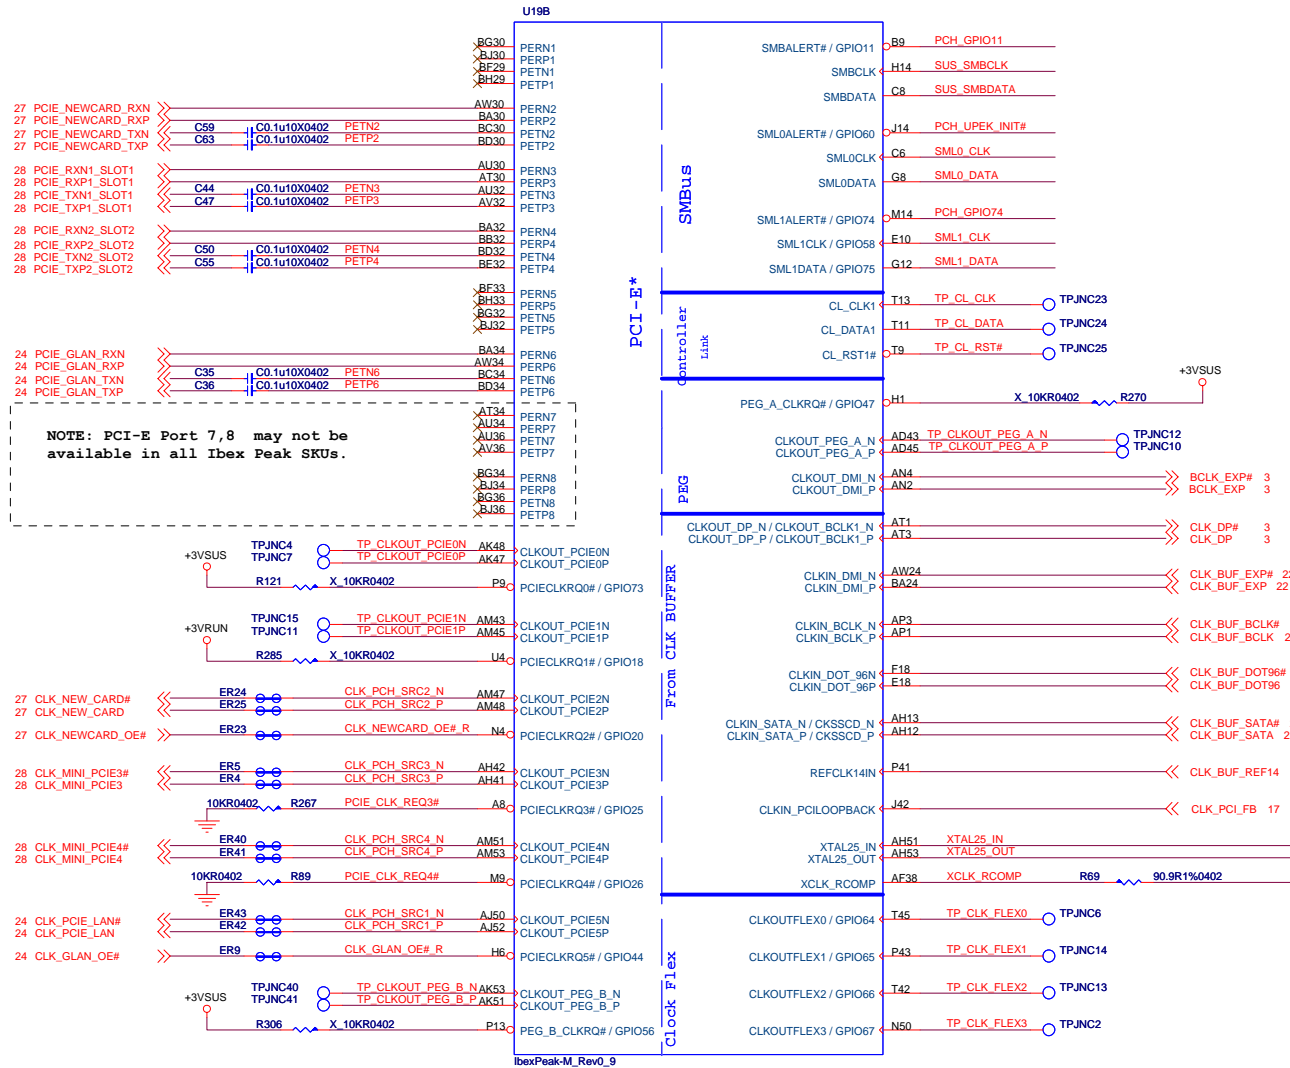 U19B
BG30 PERN1
BJ30 PERP1
BF29 PETN1
BH29 PETP1
27 PCIE_NEWCARD_RXN AW30 PERN2
27 PCIE_NEWCARD_RXP BA30 PERP2
27 PCIE_NEWCARD_TXN C59 C0.1u10X0402 PETN2 BC30 PETN2
27 PCIE_NEWCARD_TXP C63 C0.1u10X0402 PETP2 BD30 PETP2
28 PCIE_RXN1_SLOT1 AU30 PERN3
28 PCIE_RXP1_SLOT1 AT30 PERP3
28 PCIE_TXN1_SLOT1 C44 C0.1u10X0402 PETN3 AU32 PETN3
28 PCIE_TXP1_SLOT1 C47 C0.1u10X0402 PETP3 AV32 PETP3
28 PCIE_RXN2_SLOT2 BA32 PERN4
28 PCIE_RXP2_SLOT2 BB32 PERP4
28 PCIE_TXN2_SLOT2 C50 C0.1u10X0402 PETN4 BD32 PETN4
28 PCIE_TXP2_SLOT2 C55 C0.1u10X0402 PETP4 BE32 PETP4
BF33 PERN5
BH33 PERP5
BG32 PETN5
BJ32 PETP5
24 PCIE_GLAN_RXN BA34 PERN6
24 PCIE_GLAN_RXP AW34 PERP6
24 PCIE_GLAN_TXN C35 C0.1u10X0402 PETN6 BC34 PETN6
24 PCIE_GLAN_TXP C36 C0.1u10X0402 PETP6 BD34 PETP6
NOTE: PCI-E Port 7,8 may not be
available in all Ibex Peak SKUs.
AT34 PERN7
AU34 PERP7
AU36 PETN7
AV36 PETP7
BG34 PERN8
BJ34 PERP8
BG36 PETN8
BJ36 PETP8
TPJNC4 TP_CLKOUT_PCIE0N AK48 CLKOUT_PCIE0N
TPJNC7 TP_CLKOUT_PCIE0P AK47 CLKOUT_PCIE0P
+3VSUS
R121 X_10KR0402 P9 PCIECLKRQ0# / GPIO73
TPJNC15 TP_CLKOUT_PCIE1N AM43 CLKOUT_PCIE1N
TPJNC11 TP_CLKOUT_PCIE1P AM45 CLKOUT_PCIE1P
+3VRUN
R285 X_10KR0402 U4 PCIECLKRQ1# / GPIO18
27 CLK_NEW_CARD# ER24 CLK_PCH_SRC2_N AM47 CLKOUT_PCIE2N
27 CLK_NEW_CARD ER25 CLK_PCH_SRC2_P AM48 CLKOUT_PCIE2P
27 CLK_NEWCARD_OE# ER23 CLK_NEWCARD_OE#_R N4 PCIECLKRQ2# / GPIO20
28 CLK_MINI_PCIE3# ER5 CLK_PCH_SRC3_N AH42 CLKOUT_PCIE3N
28 CLK_MINI_PCIE3 ER4 CLK_PCH_SRC3_P AH41 CLKOUT_PCIE3P
10KR0402 R267 PCIE_CLK_REQ3# A8 PCIECLKRQ3# / GPIO25
28 CLK_MINI_PCIE4# ER40 CLK_PCH_SRC4_N AM51 CLKOUT_PCIE4N
28 CLK_MINI_PCIE4 ER41 CLK_PCH_SRC4_P AM53 CLKOUT_PCIE4P
10KR0402 R89 PCIE_CLK_REQ4# M9 PCIECLKRQ4# / GPIO26
24 CLK_PCIE_LAN# ER43 CLK_PCH_SRC1_N AJ50 CLKOUT_PCIE5N
24 CLK_PCIE_LAN ER42 CLK_PCH_SRC1_P AJ52 CLKOUT_PCIE5P
24 CLK_GLAN_OE# ER9 CLK_GLAN_OE#_R H6 PCIECLKRQ5# / GPIO44
TPJNC40 TP_CLKOUT_PEG_B_N AK53 CLKOUT_PEG_B_N
TPJNC41 TP_CLKOUT_PEG_B_P AK51 CLKOUT_PEG_B_P
+3VSUS
R306 X_10KR0402 P13 PEG_B_CLKRQ# / GPIO56
PCI-E*
SMBus
Controller
Link
PEG
From CLK BUFFER
Clock Flex
SMBALERT# / GPIO11 B9 PCH_GPIO11
SMBCLK H14 SUS_SMBCLK
SMBDATA C8 SUS_SMBDATA
SML0ALERT# / GPIO60 J14 PCH_UPEK_INIT#
SML0CLK C6 SML0_CLK
SML0DATA G8 SML0_DATA
SML1ALERT# / GPIO74 M14 PCH_GPIO74
SML1CLK / GPIO58 E10 SML1_CLK
SML1DATA / GPIO75 G12 SML1_DATA
CL_CLK1 T13 TP_CL_CLK TPJNC23
CL_DATA1 T11 TP_CL_DATA TPJNC24
CL_RST1# T9 TP_CL_RST# TPJNC25
+3VSUS
PEG_A_CLKRQ# / GPIO47 H1 X_10KR0402 R270
CLKOUT_PEG_A_N AD43 TP_CLKOUT_PEG_A_N TPJNC12
CLKOUT_PEG_A_P AD45 TP_CLKOUT_PEG_A_P TPJNC10
CLKOUT_DMI_N AN4 BCLK_EXP# 3
CLKOUT_DMI_P AN2 BCLK_EXP 3
CLKOUT_DP_N / CLKOUT_BCLK1_N AT1 CLK_DP# 3
CLKOUT_DP_P / CLKOUT_BCLK1_P AT3 CLK_DP 3
CLKIN_DMI_N AW24 CLK_BUF_EXP# 22
CLKIN_DMI_P BA24 CLK_BUF_EXP 22
CLKIN_BCLK_N AP3 CLK_BUF_BCLK#
CLKIN_BCLK_P AP1 CLK_BUF_BCLK 2
CLKIN_DOT_96N F18 CLK_BUF_DOT96#
CLKIN_DOT_96P E18 CLK_BUF_DOT96
CLKIN_SATA_N / CKSSCD_N AH13 CLK_BUF_SATA#
CLKIN_SATA_P / CKSSCD_P AH12 CLK_BUF_SATA 2
REFCLK14IN P41 CLK_BUF_REF14
CLKIN_PCILOOPBACK J42 CLK_PCI_FB 17
XTAL25_IN AH51 XTAL25_IN
XTAL25_OUT AH53 XTAL25_OUT
XCLK_RCOMP AF38 XCLK_RCOMP R69 90.9R1%0402
CLKOUTFLEX0 / GPIO64 T45 TP_CLK_FLEX0 TPJNC6
CLKOUTFLEX1 / GPIO65 P43 TP_CLK_FLEX1 TPJNC14
CLKOUTFLEX2 / GPIO66 T42 TP_CLK_FLEX2 TPJNC13
CLKOUTFLEX3 / GPIO67 N50 TP_CLK_FLEX3 TPJNC2
IbexPeak-M_Rev0_9